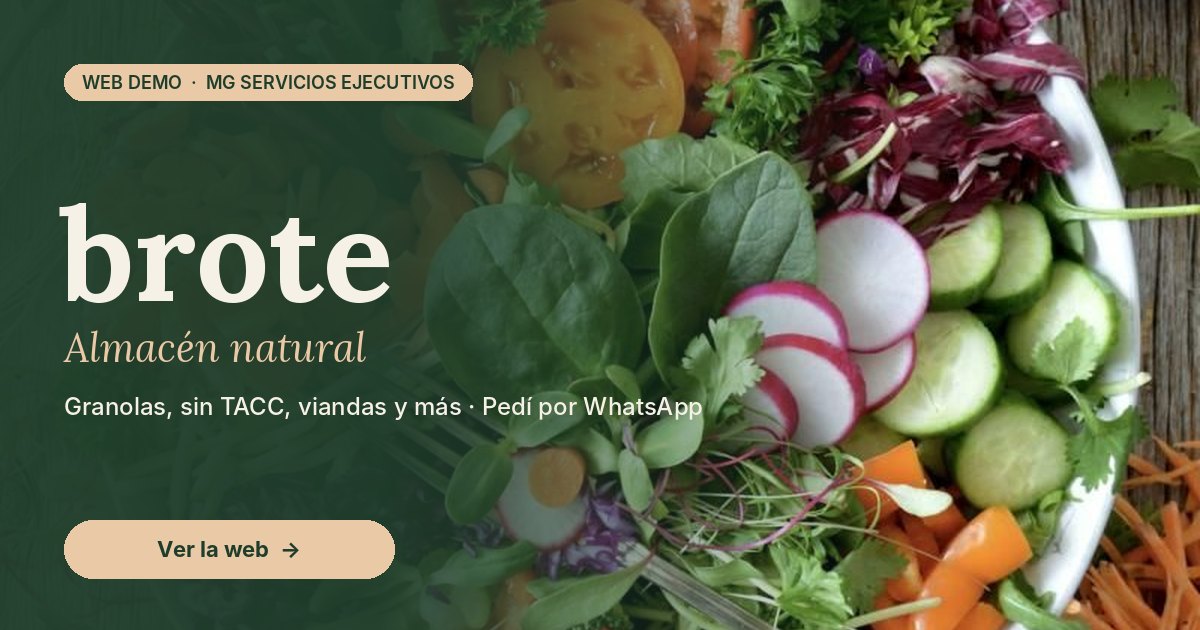 WEB DEMO · MG SERVICIOS EJECUTIVOS
brote
Almacén natural
Granolas, sin TACC, viandas y más · Pedí por WhatsApp
Ver la web →